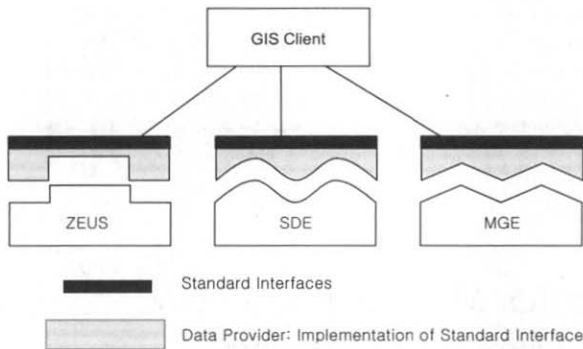 GIS Client
ZEUS
SDE
MGE
Standard Interfaces
Data Provider: Implementation of Standard Interface